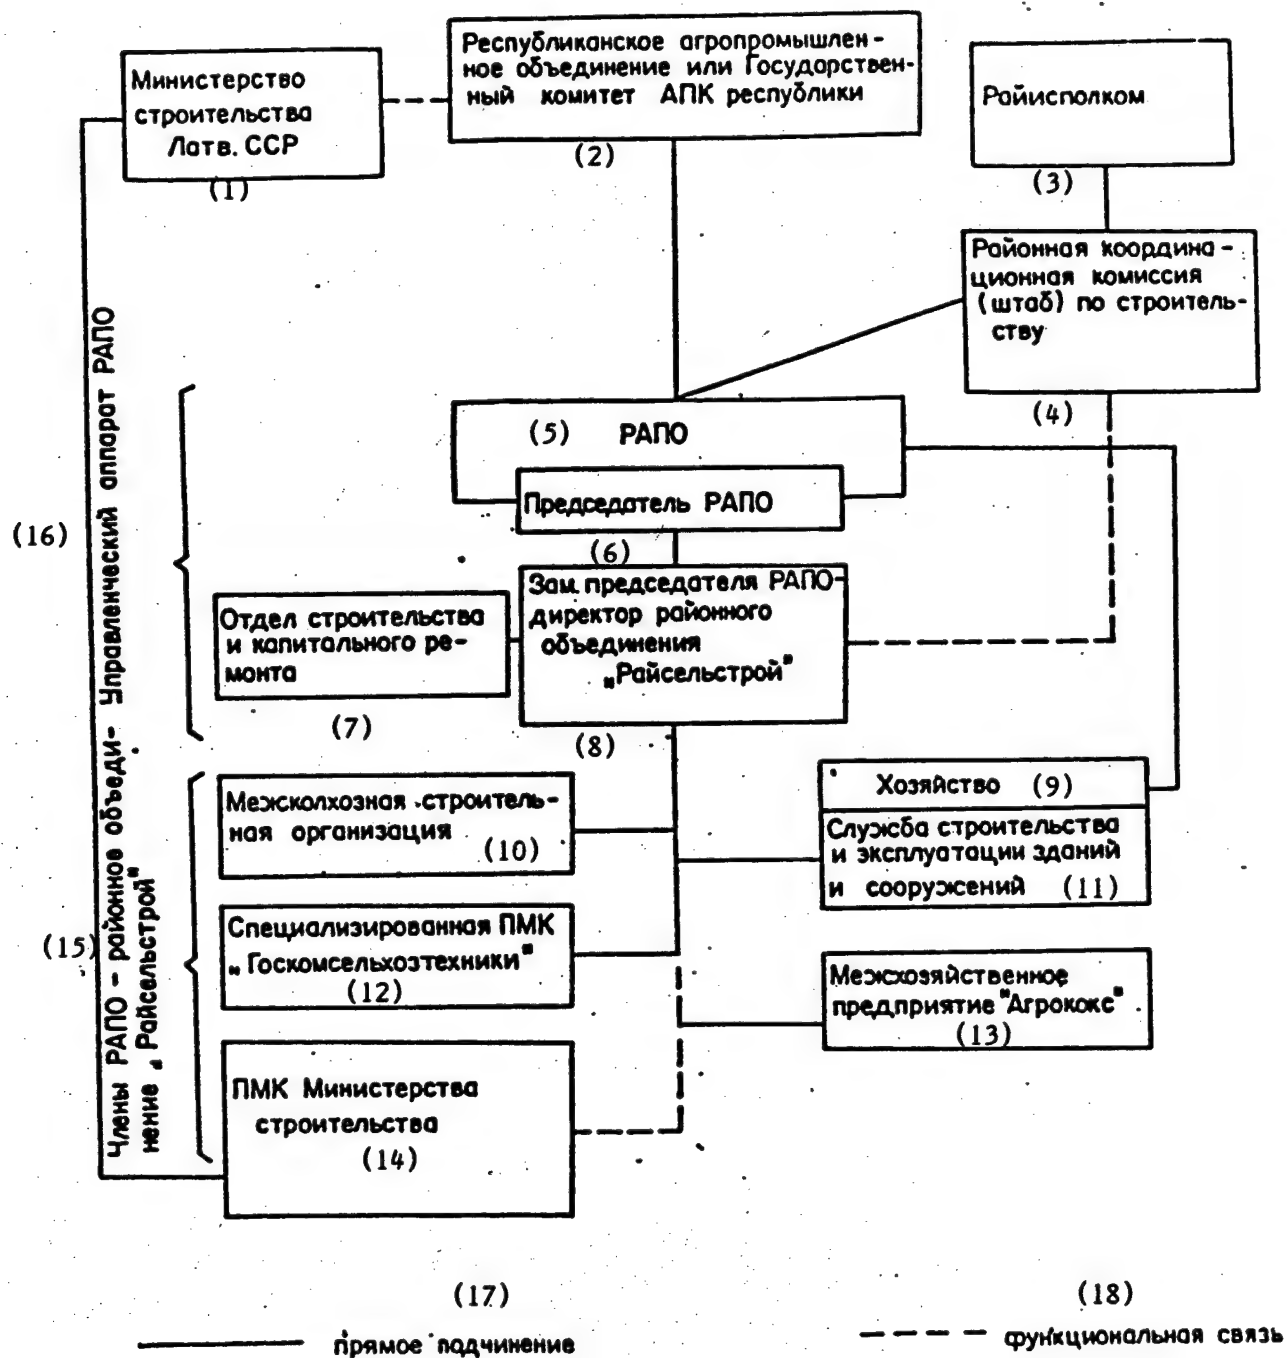 Министерство
строительства
Латв. ССР
(1)
Республиканское агропромышлен-
ное объединение или Государствен-
ный комитет АПК республики
(2)
Райисполком
(3)
Районная координа-
ционная комиссия
(штаб) по строитель-
ству
(4)
(5) РАПО
Председатель РАПО
(6)
(16)
Управленческий аппарат РАПО
Отдел строительства
и капитального ре-
монта
(7)
Зам. председателя РАПО-
директор районного
объединения
„Райсельстрой"
(8)
Хозяйство (9)
Служба строительства
и эксплуатации зданий
и сооружений (11)
Межколхозная строитель-
ная организация
(10)
(15)
Члены РАПО - районное объеди-
нение „Райсельстрой"
Специализированная ПМК
„Госкомсельхозтехники"
(12)
Межхозяйственное
предприятие "Агрококс"
(13)
ПМК Министерства
строительства
(14)
(17)
прямое подчинение
(18)
функциональная связь